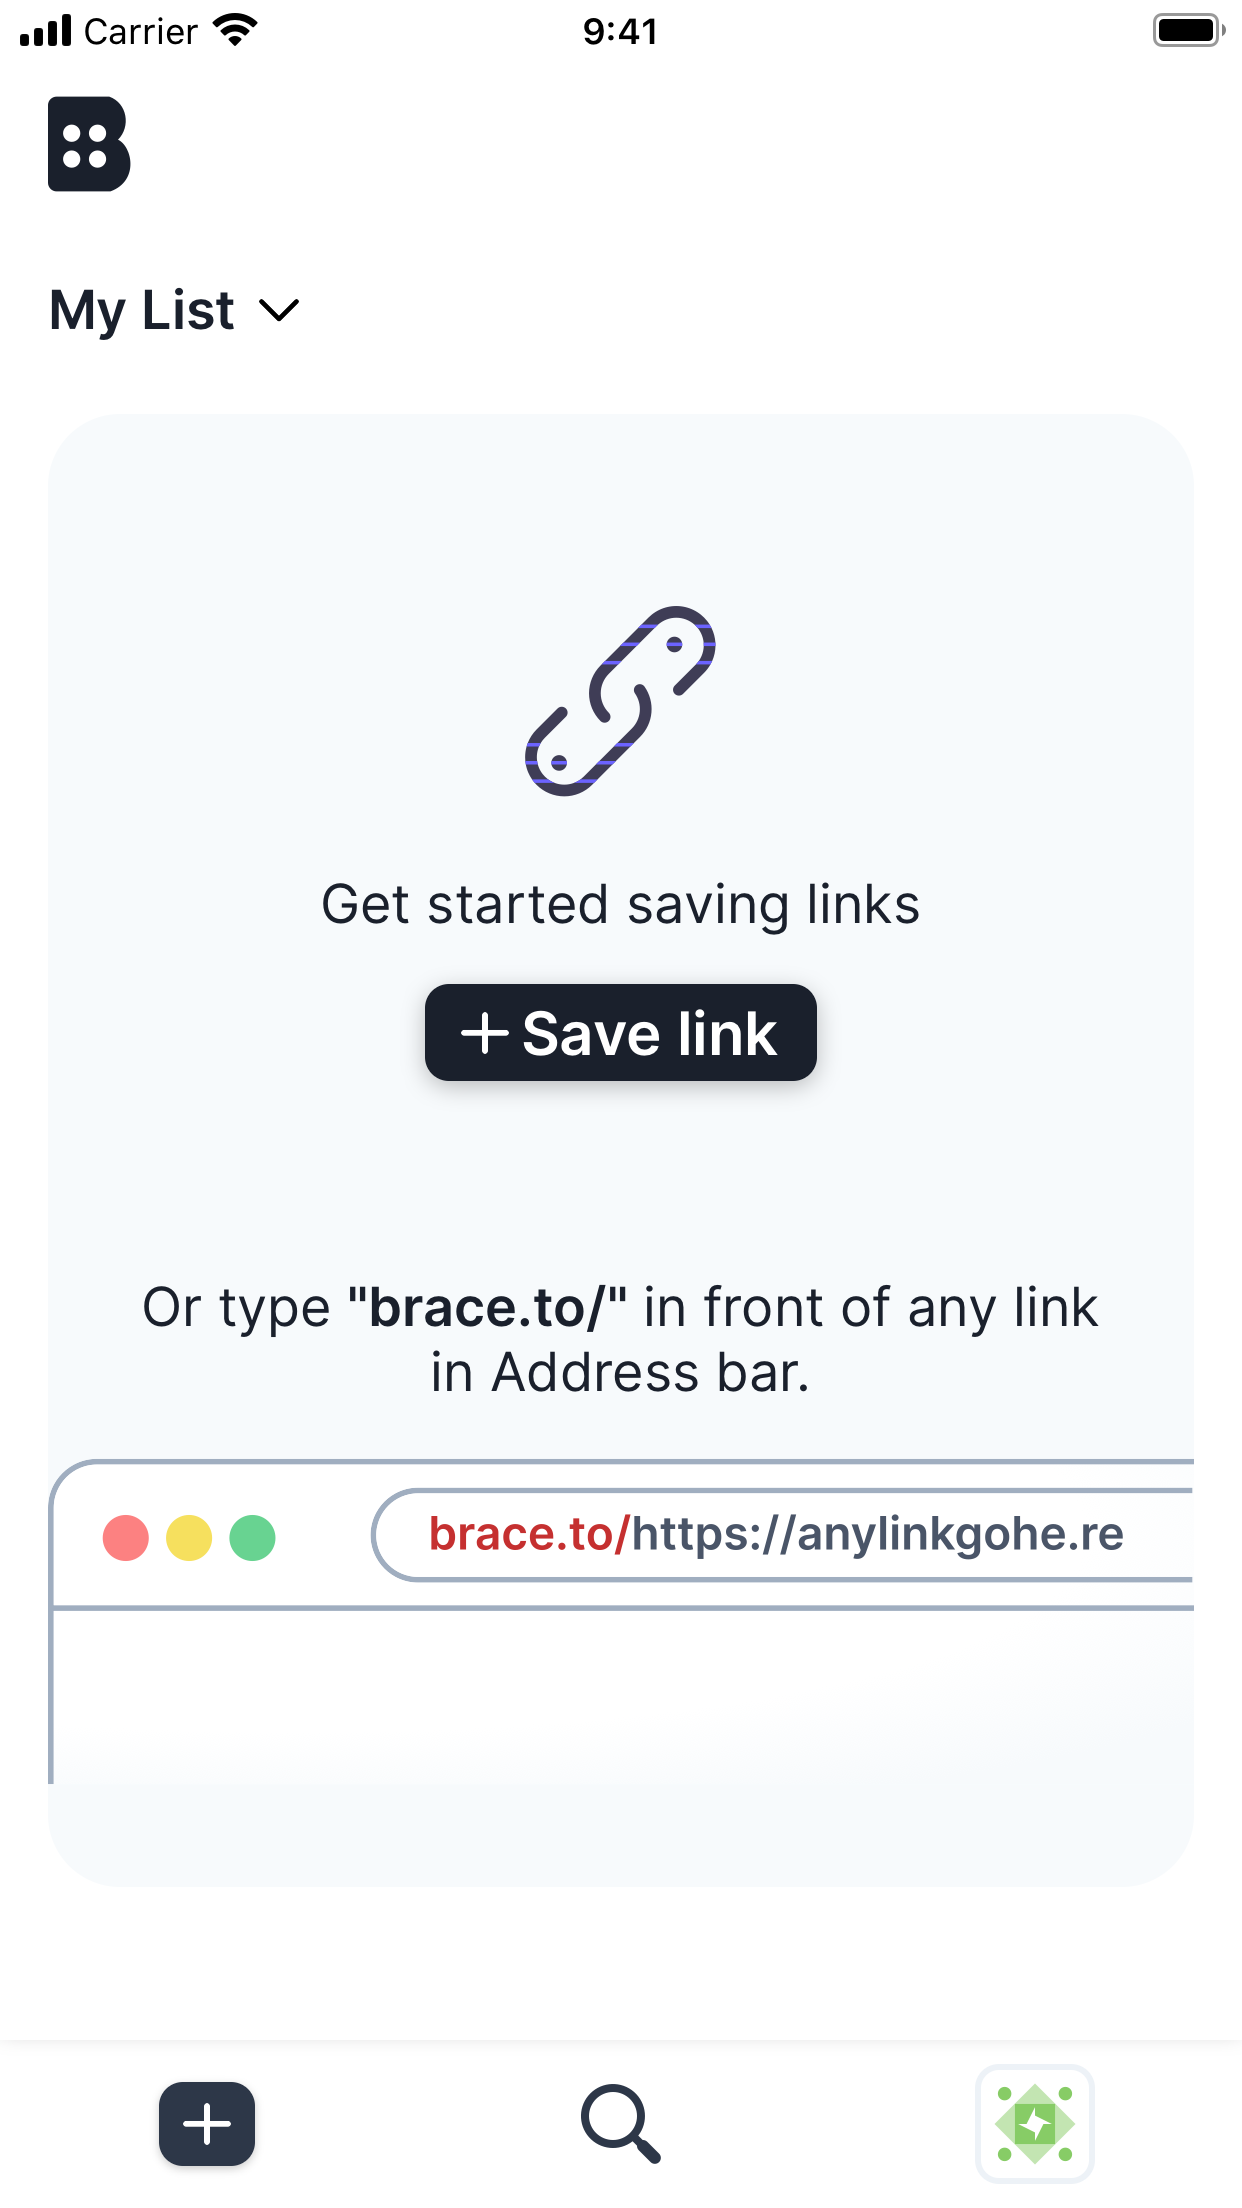 Carrier
9:41
B
My List
Get started saving links
Save link
Or type "brace.to/" in front of any link
in Address bar.
brace.to/https://anylinkgohe.re